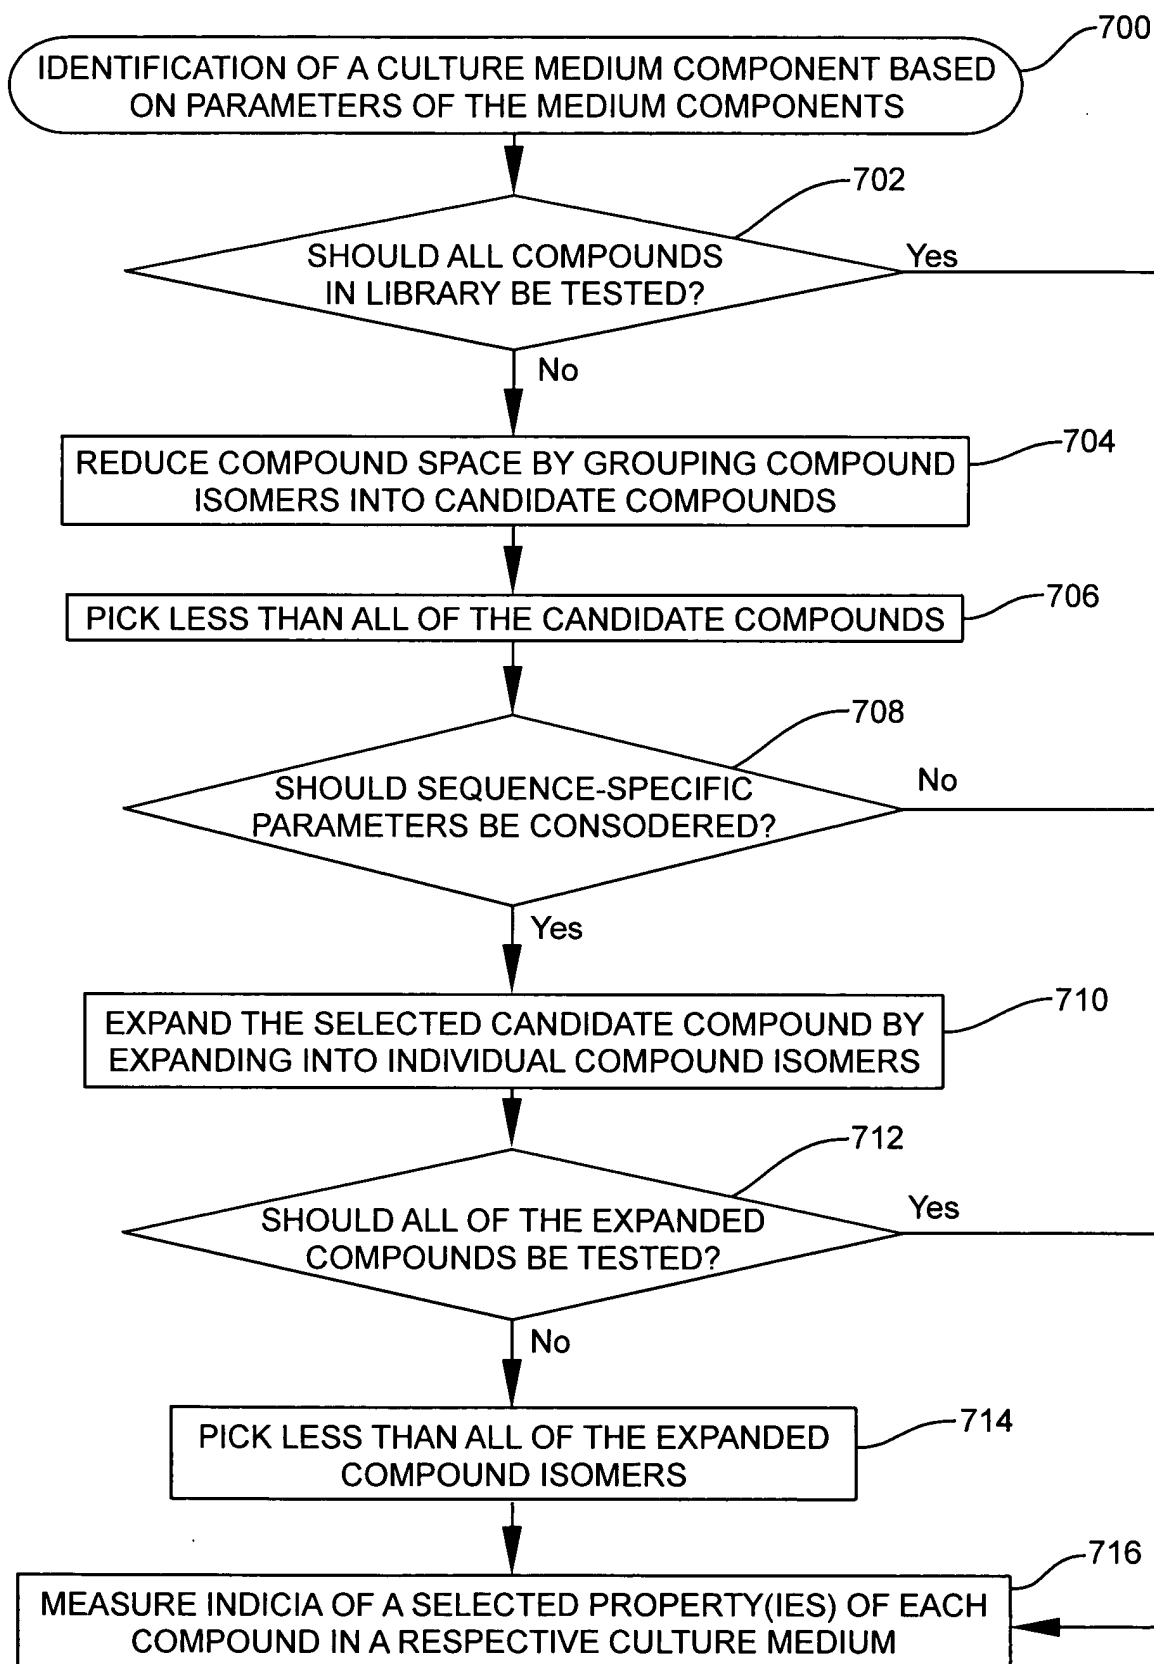 700
IDENTIFICATION OF A CULTURE MEDIUM COMPONENT BASED
ON PARAMETERS OF THE MEDIUM COMPONENTS
702
SHOULD ALL COMPOUNDS
IN LIBRARY BE TESTED?
Yes
No
704
REDUCE COMPOUND SPACE BY GROUPING COMPOUND
ISOMERS INTO CANDIDATE COMPOUNDS
706
PICK LESS THAN ALL OF THE CANDIDATE COMPOUNDS
708
SHOULD SEQUENCE-SPECIFIC
PARAMETERS BE CONSODERED?
No
Yes
710
EXPAND THE SELECTED CANDIDATE COMPOUND BY
EXPANDING INTO INDIVIDUAL COMPOUND ISOMERS
712
SHOULD ALL OF THE EXPANDED
COMPOUNDS BE TESTED?
Yes
No
714
PICK LESS THAN ALL OF THE EXPANDED
COMPOUND ISOMERS
716
MEASURE INDICIA OF A SELECTED PROPERTY(IES) OF EACH
COMPOUND IN A RESPECTIVE CULTURE MEDIUM